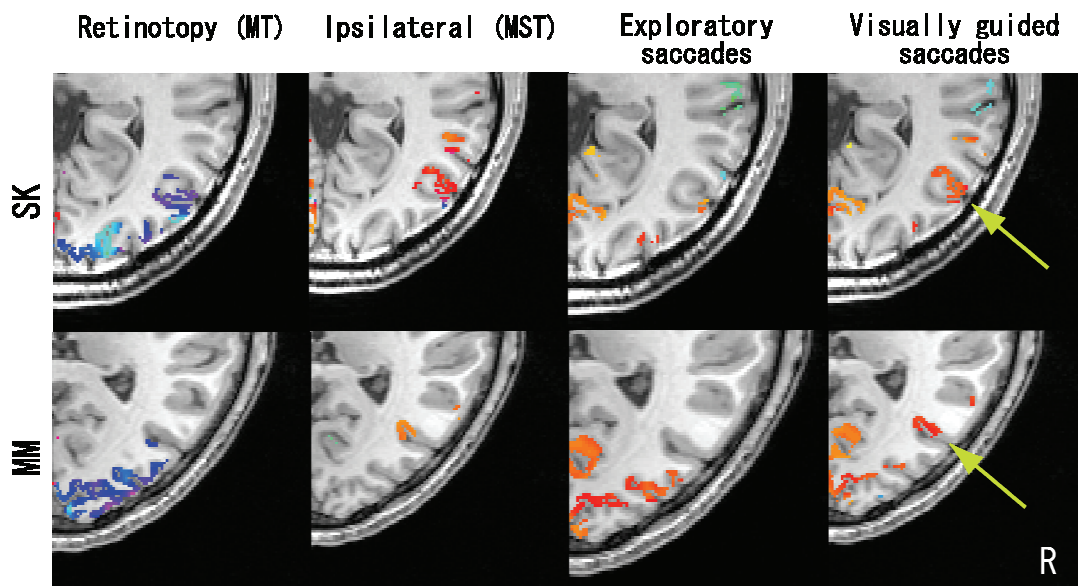 Retinotopy (MT)
Ipsilateral (MST)
Exploratory
saccades
Visually guided
saccades
SK
MM
R